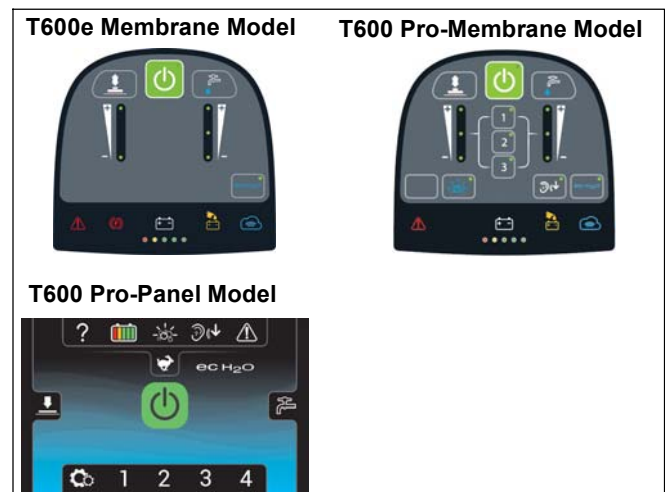 T600e Membrane Model
T600 Pro-Membrane Model
+ +
- -
+ +
- -
1
2
3
T600 Pro-Panel Model
?
ec H₂O
1 2 3 4